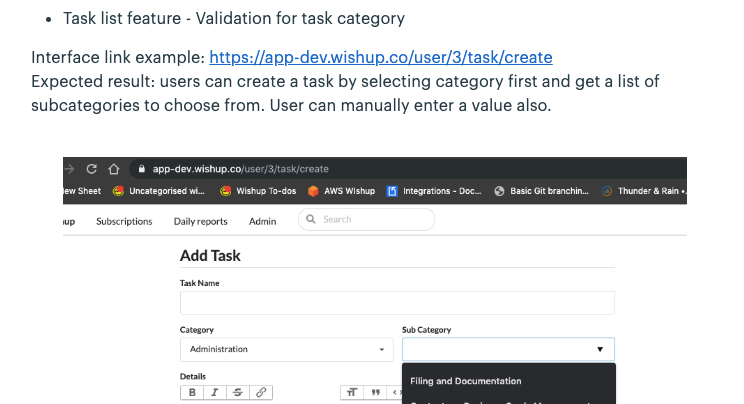 Task list feature - Validation for task category
Interface link example: https://app-dev.wishup.co/user/3/task/create
Expected result: users can create a task by selecting category first and get a list of
subcategories to choose from. User can manually enter a value also.
app-dev.wishup.co/user/3/task/create
Sheet Uncategorised wi... Wishup To-dos AWS Wishup Integrations - Doc... Basic Git branchin... Thunder & Rain
Subscriptions Daily reports Admin Search
Add Task
Task Name
Category Sub Category
Administration
Details
Filing and Documentation
B I S